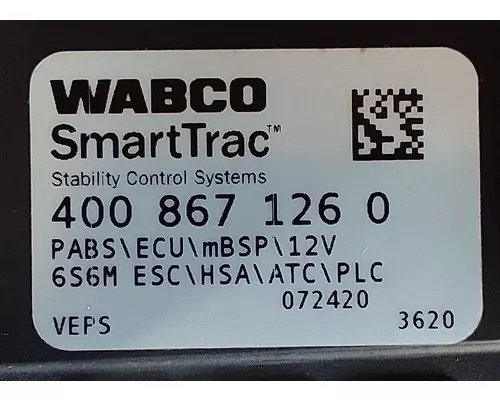 WABCO
SmartTrac™
Stability Control Systems
400 867 126 0
PABS\ECU\mBSP\12V
6S6M ESC\HSA\ATC\PLC
072420
VEPS 3620